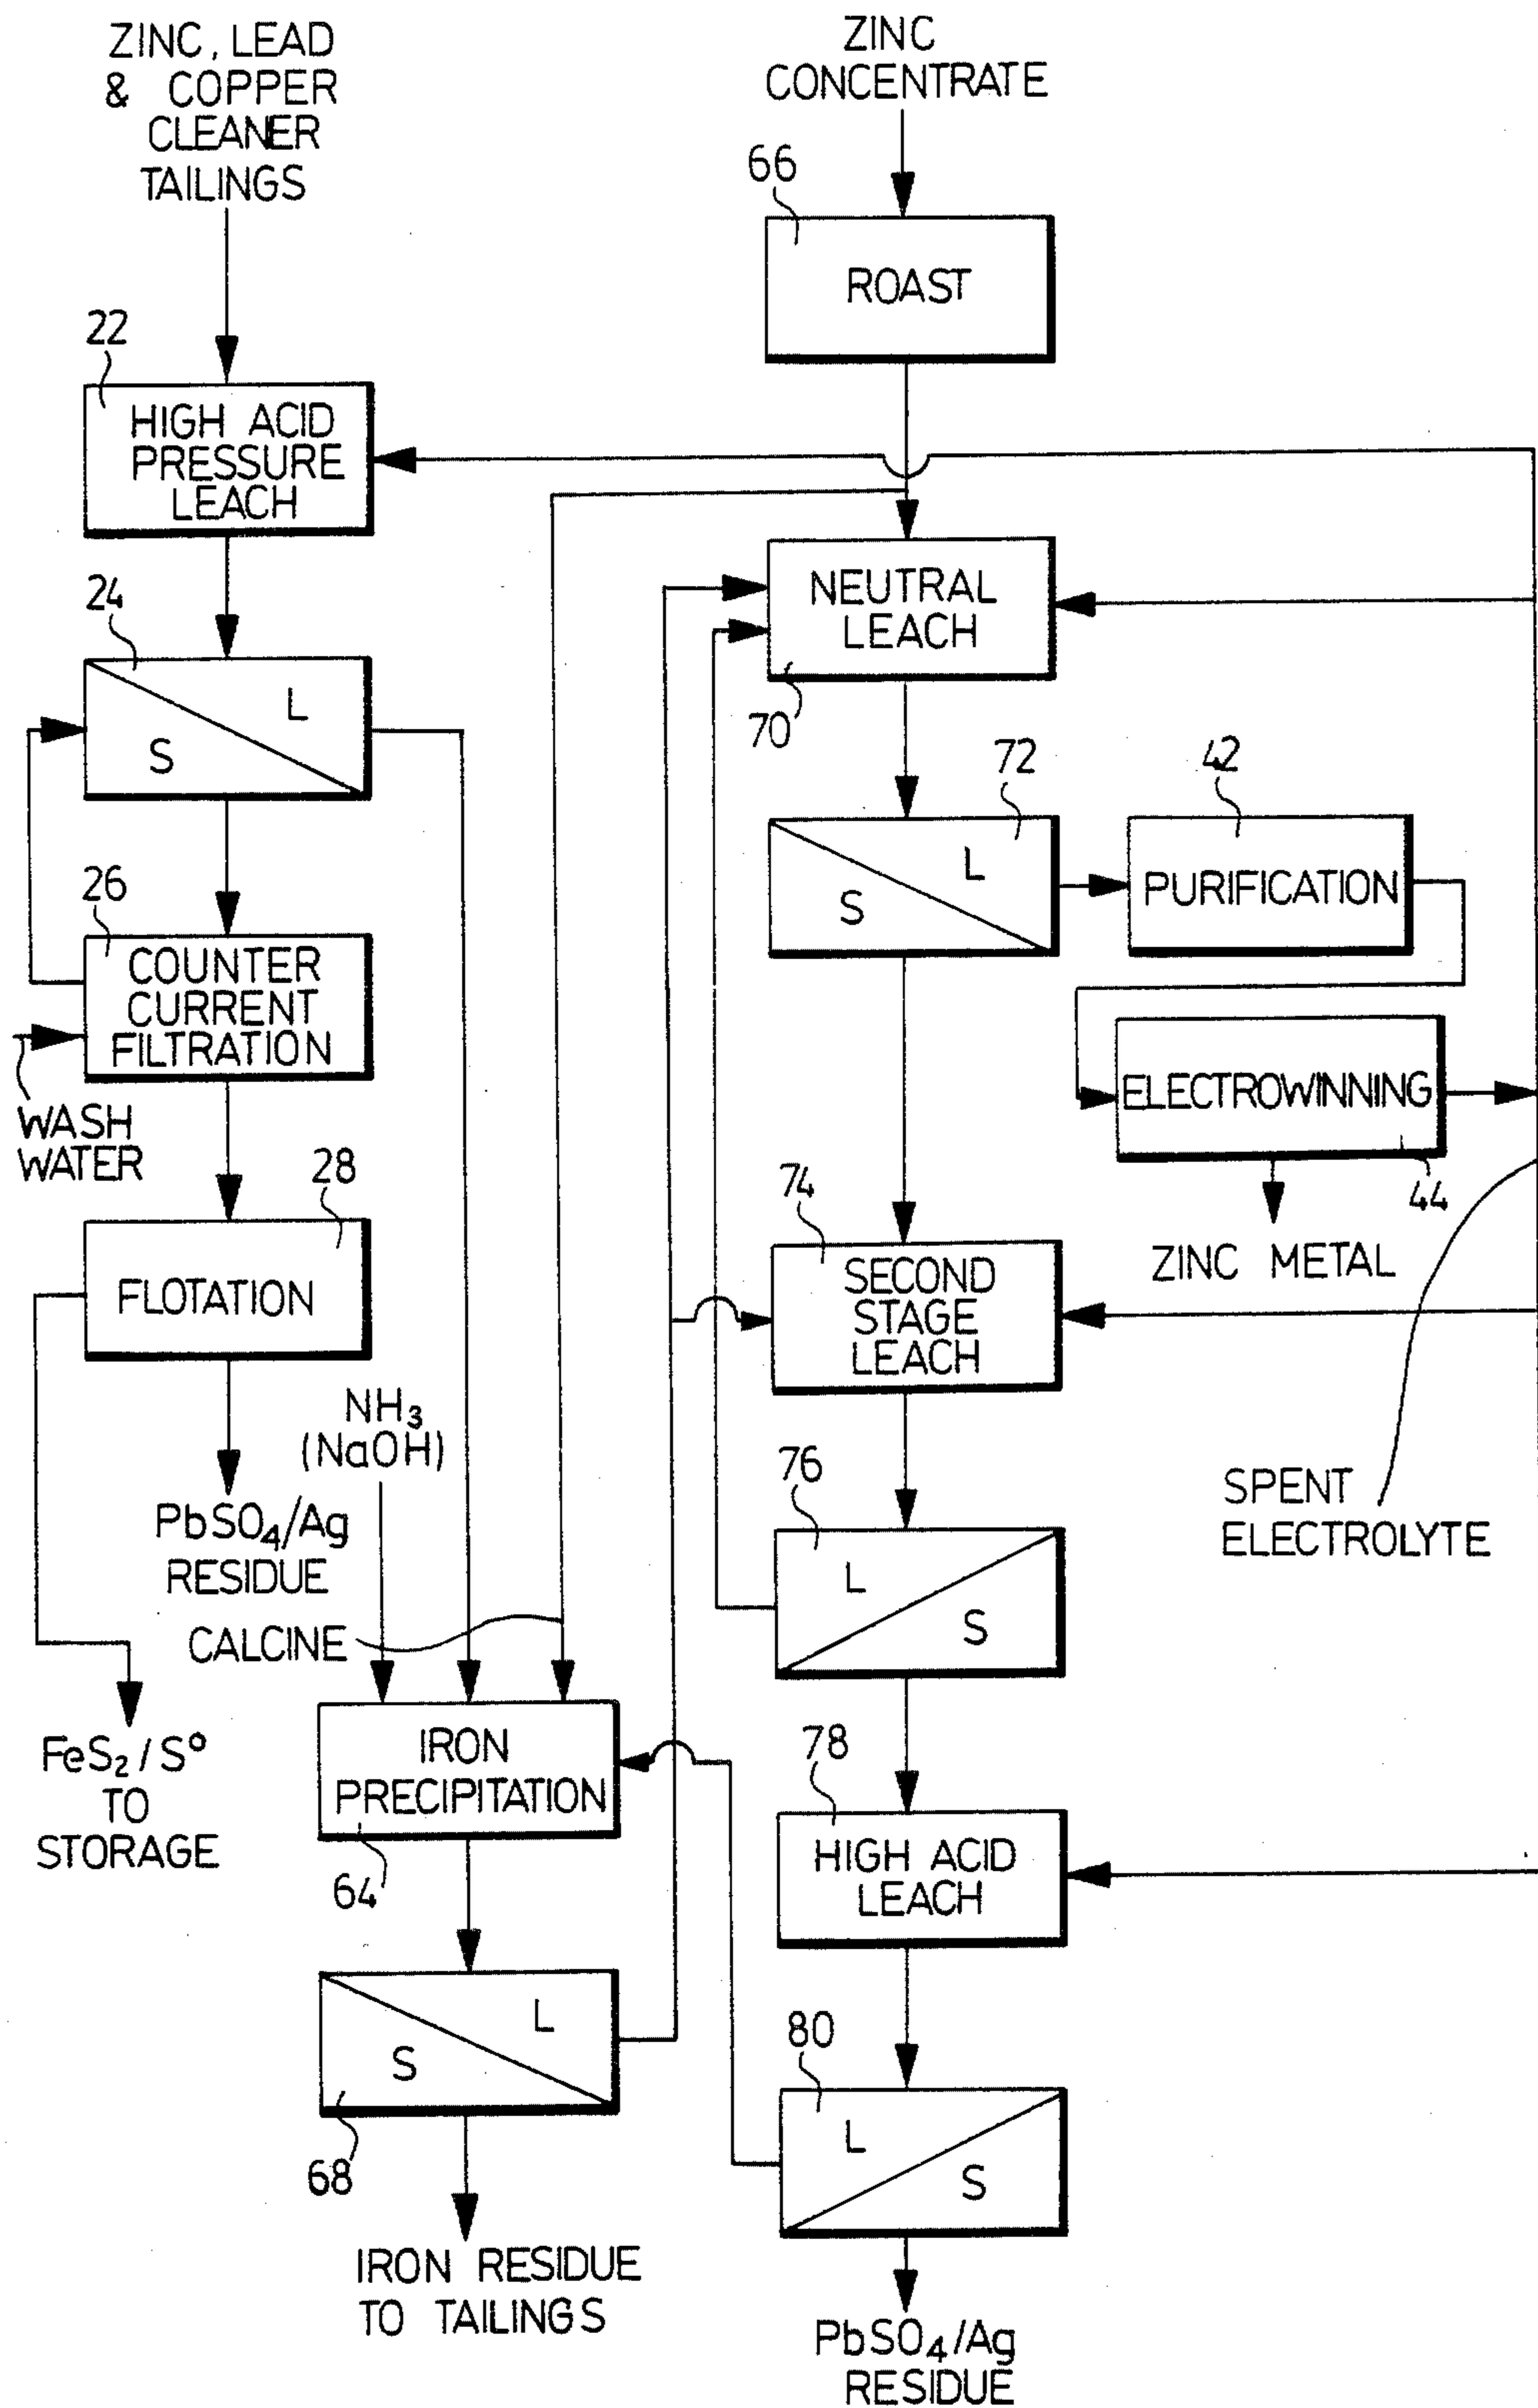 ZINC, LEAD
& COPPER
CLEANER
TAILINGS
ZINC
CONCENTRATE
66
ROAST
22
HIGH ACID
PRESSURE
LEACH
NEUTRAL
LEACH
70
24
L
S
72
L
S
42
PURIFICATION
26
COUNTER
CURRENT
FILTRATION
WASH
WATER
ELECTROWINNING
44
ZINC METAL
28
FLOTATION
74
SECOND
STAGE
LEACH
NH₃
(NaOH)
PbSO₄/Ag
RESIDUE
76
L
S
SPENT
ELECTROLYTE
CALCINE
FeS₂/S°
TO
STORAGE
IRON
PRECIPITATION
64
78
HIGH ACID
LEACH
L
S
68
80
L
S
IRON RESIDUE
TO TAILINGS
PbSO₄/Ag
RESIDUE